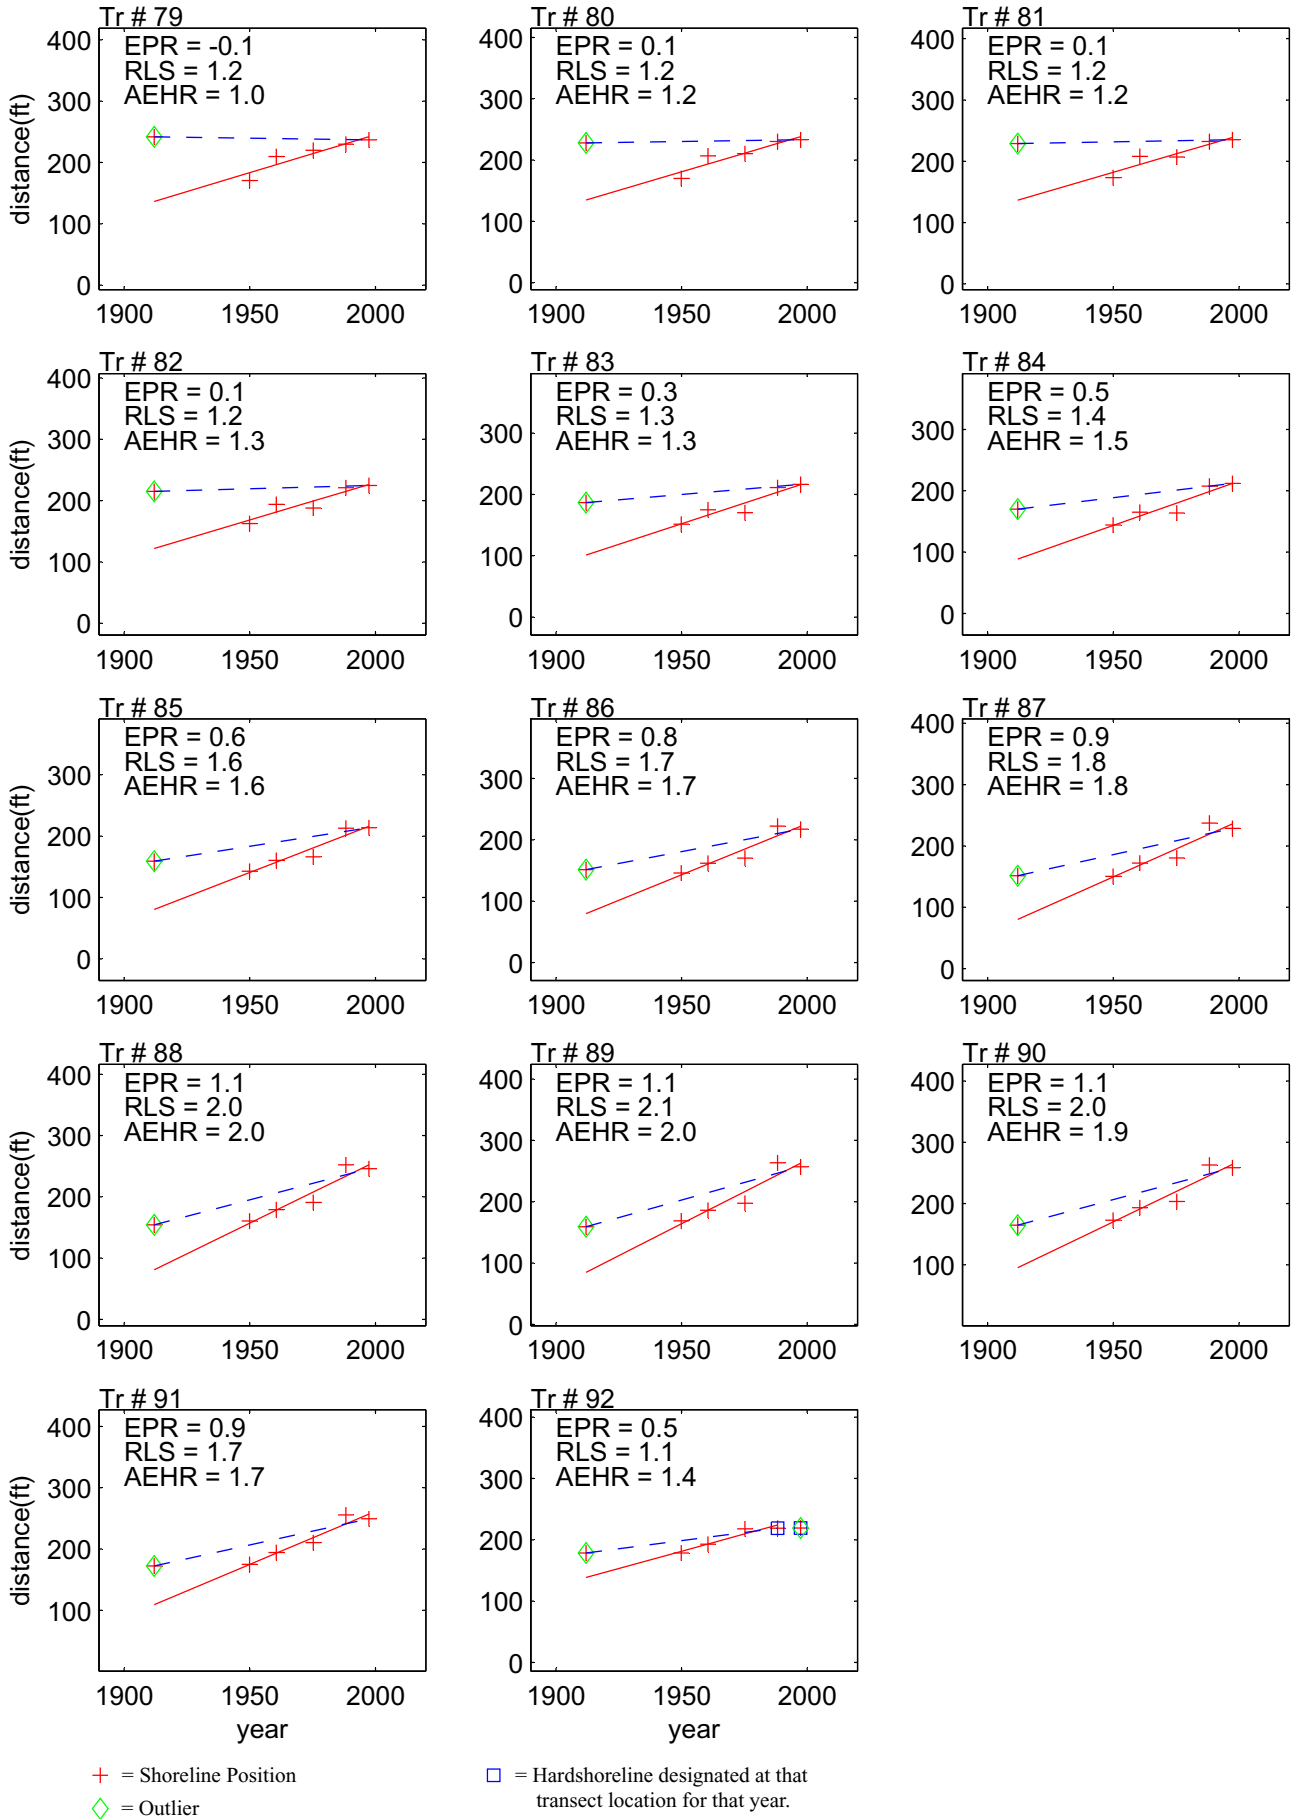 Tr # 79
EPR = -0.1
RLS = 1.2
AEHR = 1.0
400
300
200
100
0
distance(ft)
1900
1950
2000
Tr # 80
EPR = 0.1
RLS = 1.2
AEHR = 1.2
400
300
200
100
0
1900
1950
2000
Tr # 81
EPR = 0.1
RLS = 1.2
AEHR = 1.2
400
300
200
100
0
1900
1950
2000
Tr # 82
EPR = 0.1
RLS = 1.2
AEHR = 1.3
400
300
200
100
0
distance(ft)
1900
1950
2000
Tr # 83
EPR = 0.3
RLS = 1.3
AEHR = 1.3
300
200
100
0
1900
1950
2000
Tr # 84
EPR = 0.5
RLS = 1.4
AEHR = 1.5
300
200
100
0
1900
1950
2000
Tr # 85
EPR = 0.6
RLS = 1.6
AEHR = 1.6
300
200
100
0
distance(ft)
1900
1950
2000
Tr # 86
EPR = 0.8
RLS = 1.7
AEHR = 1.7
300
200
100
0
1900
1950
2000
Tr # 87
EPR = 0.9
RLS = 1.8
AEHR = 1.8
400
300
200
100
0
1900
1950
2000
Tr # 88
EPR = 1.1
RLS = 2.0
AEHR = 2.0
400
300
200
100
0
distance(ft)
1900
1950
2000
Tr # 89
EPR = 1.1
RLS = 2.1
AEHR = 2.0
400
300
200
100
0
1900
1950
2000
Tr # 90
EPR = 1.1
RLS = 2.0
AEHR = 1.9
400
300
200
100
1900
1950
2000
Tr # 91
EPR = 0.9
RLS = 1.7
AEHR = 1.7
400
300
200
100
distance(ft)
1900
1950
2000
year
Tr # 92
EPR = 0.5
RLS = 1.1
AEHR = 1.4
400
300
200
100
0
1900
1950
2000
year
= Shoreline Position
= Outlier
= Hardshoreline designated at that
transect location for that year.